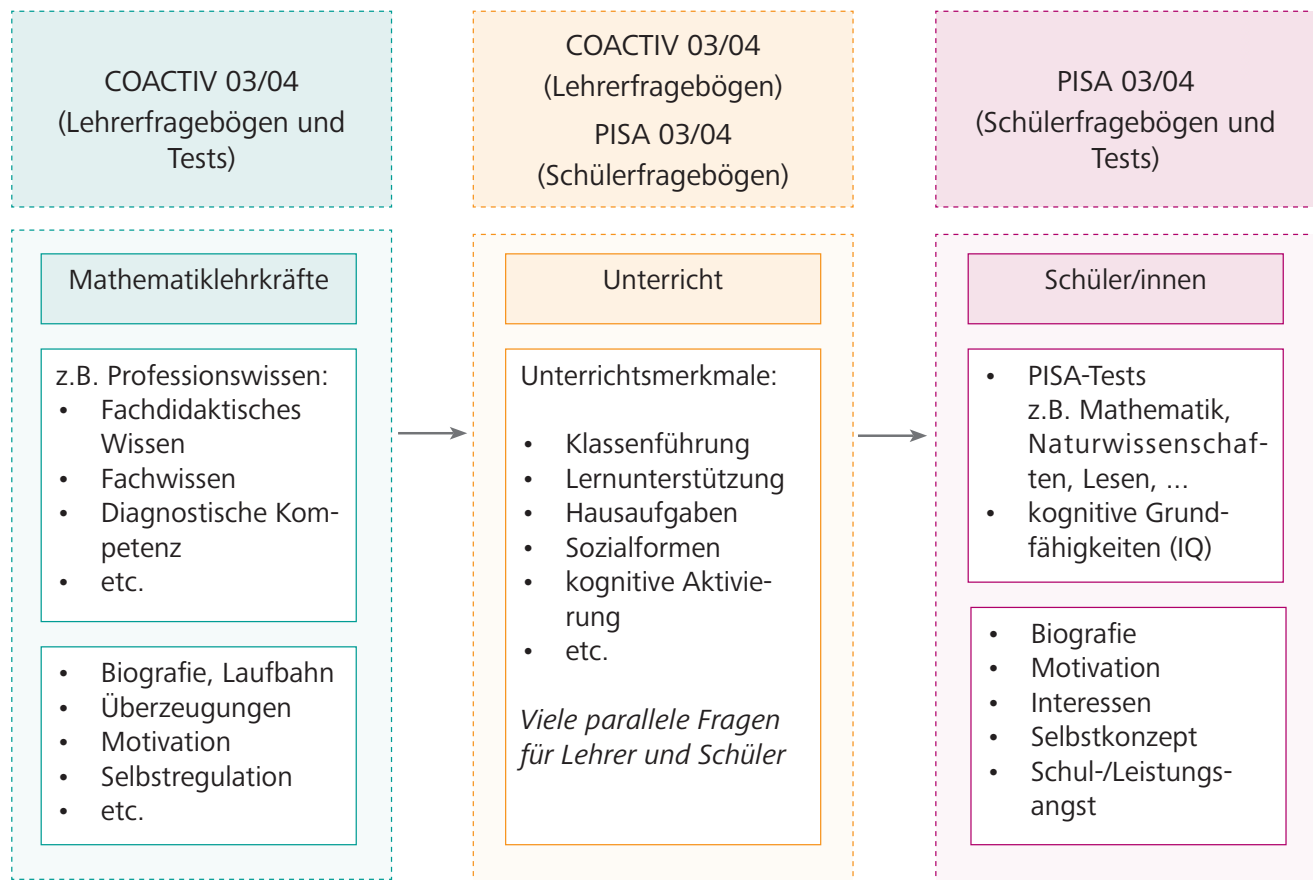 COACTIV 03/04
(Lehrerfragebögen und
Tests)
COACTIV 03/04
(Lehrerfragebögen)
PISA 03/04
(Schülerfragebögen)
PISA 03/04
(Schülerfragebögen und
Tests)
Mathematiklehrkräfte
z.B. Professionswissen:
• Fachdidaktisches
Wissen
• Fachwissen
• Diagnostische Kom-
petenz
• etc.
• Biografie, Laufbahn
• Überzeugungen
• Motivation
• Selbstregulation
• etc.
Unterricht
Unterrichtsmerkmale:
• Klassenführung
• Lernunterstützung
• Hausaufgaben
• Sozialformen
• kognitive Aktivie-
rung
• etc.
Viele parallele Fragen
für Lehrer und Schüler
Schüler/innen
• PISA-Tests
z.B. Mathematik,
Naturwissenschaf-
ten, Lesen, ...
• kognitive Grund-
fähigkeiten (IQ)
• Biografie
• Motivation
• Interessen
• Selbstkonzept
• Schul-/Leistungs-
angst